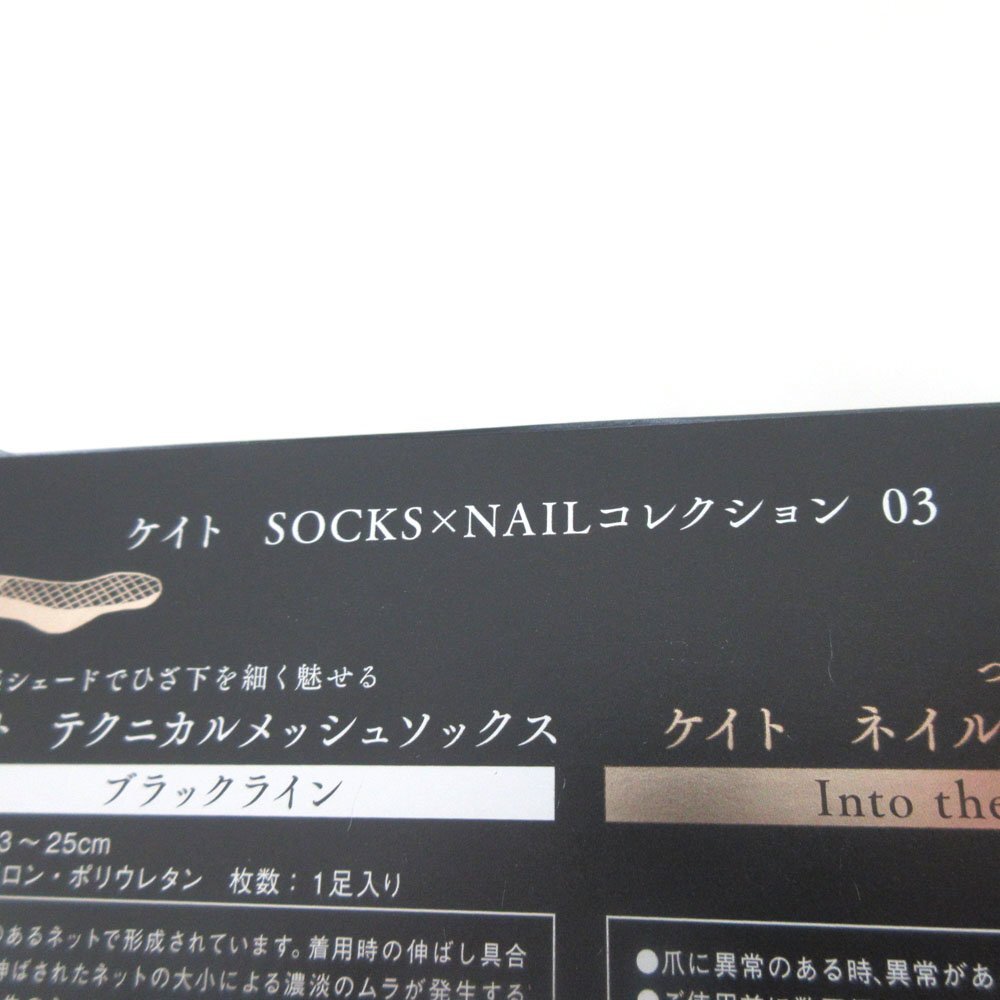 ケイト SOCKS×NAILコレクション 03
シェードでひざ下を細く魅せる
テクニカルメッシュソックス
ブラックライン
3～25cm
ロン・ポリウレタン 枚数：1足入り
あるネットで形成されています。着用時の伸ばし具合
伸ばされたネットの大小による濃淡のムラが発生する
つ
ケイト ネイル
Into the
●爪に異常のある時、異常があ